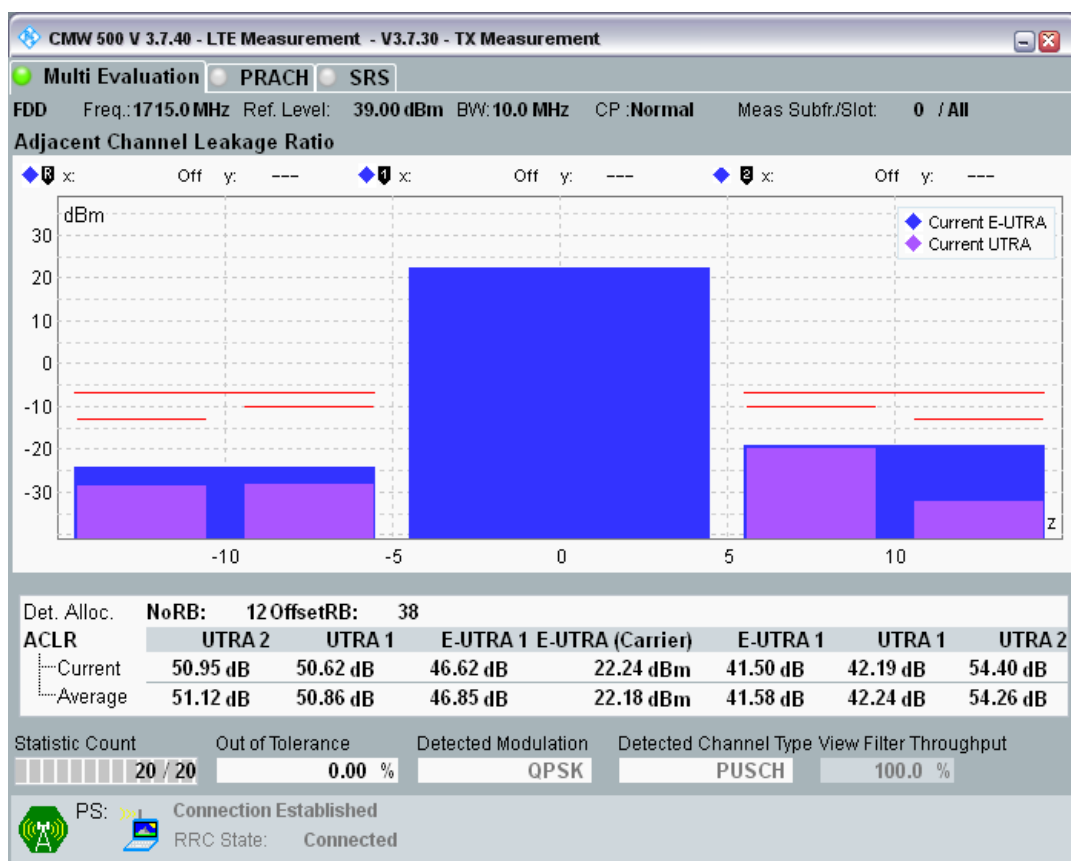 CMW 500 V 3.7.40 - LTE Measurement - V3.7.30 - TX Measurement
Multi Evaluation PRACH SRS
FDD Freq.: 1715.0 MHz Ref. Level: 39.00 dBm BW: 10.0 MHz CP :Normal Meas Subfr./Slot: 0 / All
Adjacent Channel Leakage Ratio
R x: Off y: --- 1 x: Off y: --- 2 x: Off y: ---
dBm
Current E-UTRA
Current UTRA
30
20
10
0
-10
-20
-30
z
-10 -5 0 5 10
Det. Alloc. NoRB: 12 OffsetRB: 38
ACLR UTRA 2 UTRA 1 E-UTRA 1 E-UTRA (Carrier) E-UTRA 1 UTRA 1 UTRA 2
Current 50.95 dB 50.62 dB 46.62 dB 22.24 dBm 41.50 dB 42.19 dB 54.40 dB
Average 51.12 dB 50.86 dB 46.85 dB 22.18 dBm 41.58 dB 42.24 dB 54.26 dB
Statistic Count Out of Tolerance Detected Modulation Detected Channel Type View Filter Throughput
20 / 20 0.00 % QPSK PUSCH 100.0 %
PS: Connection Established
RRC State: Connected